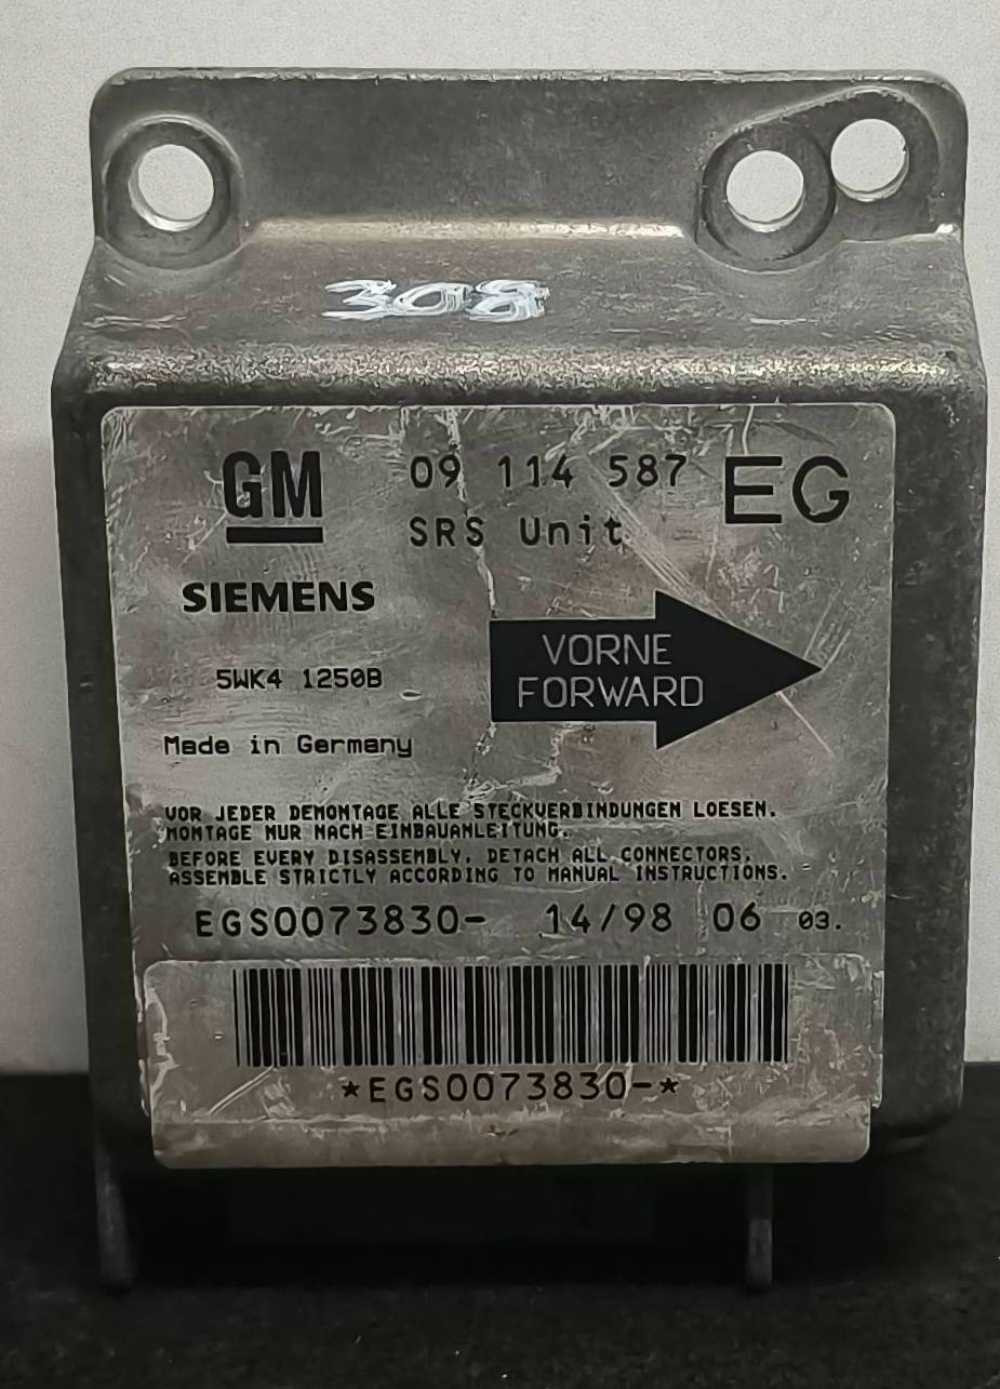 308
GM 09 114 587 EG
SRS Unit
SIEMENS
VORNE
FORWARD
5WK4 1250B
Made in Germany
VOR JEDER DEMONTAGE ALLE STECKVERBINDUNGEN LOESEN.
MONTAGE NUR NACH EINBAUANLEITUNG.
BEFORE EVERY DISASSEMBLY, DETACH ALL CONNECTORS.
ASSEMBLE STRICTLY ACCORDING TO MANUAL INSTRUCTIONS.
EGS0073830- 14/98 06 03.
*EGS0073830-*